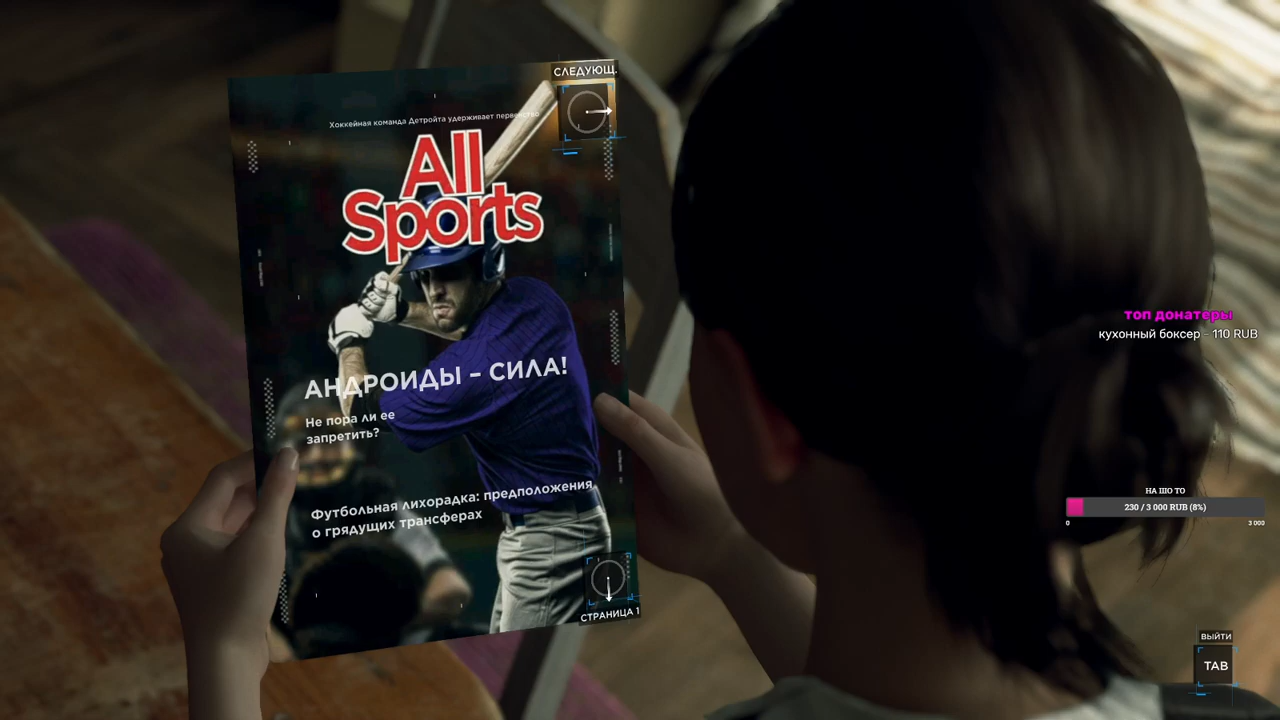 СЛЕДУЮЩ.
Хоккейная команда Детройта удерживает первенство
All
Sports
АНДРОИДЫ – СИЛА!
Не пора ли ее
запретить?
Футбольная лихорадка: предположения
о грядущих трансферах
СТРАНИЦА 1
топ донатеры
кухонный боксер - 110 RUB
НА ШО ТО
230 / 3 000 RUB (8%)
0
3 000
ВЫЙТИ
TAB